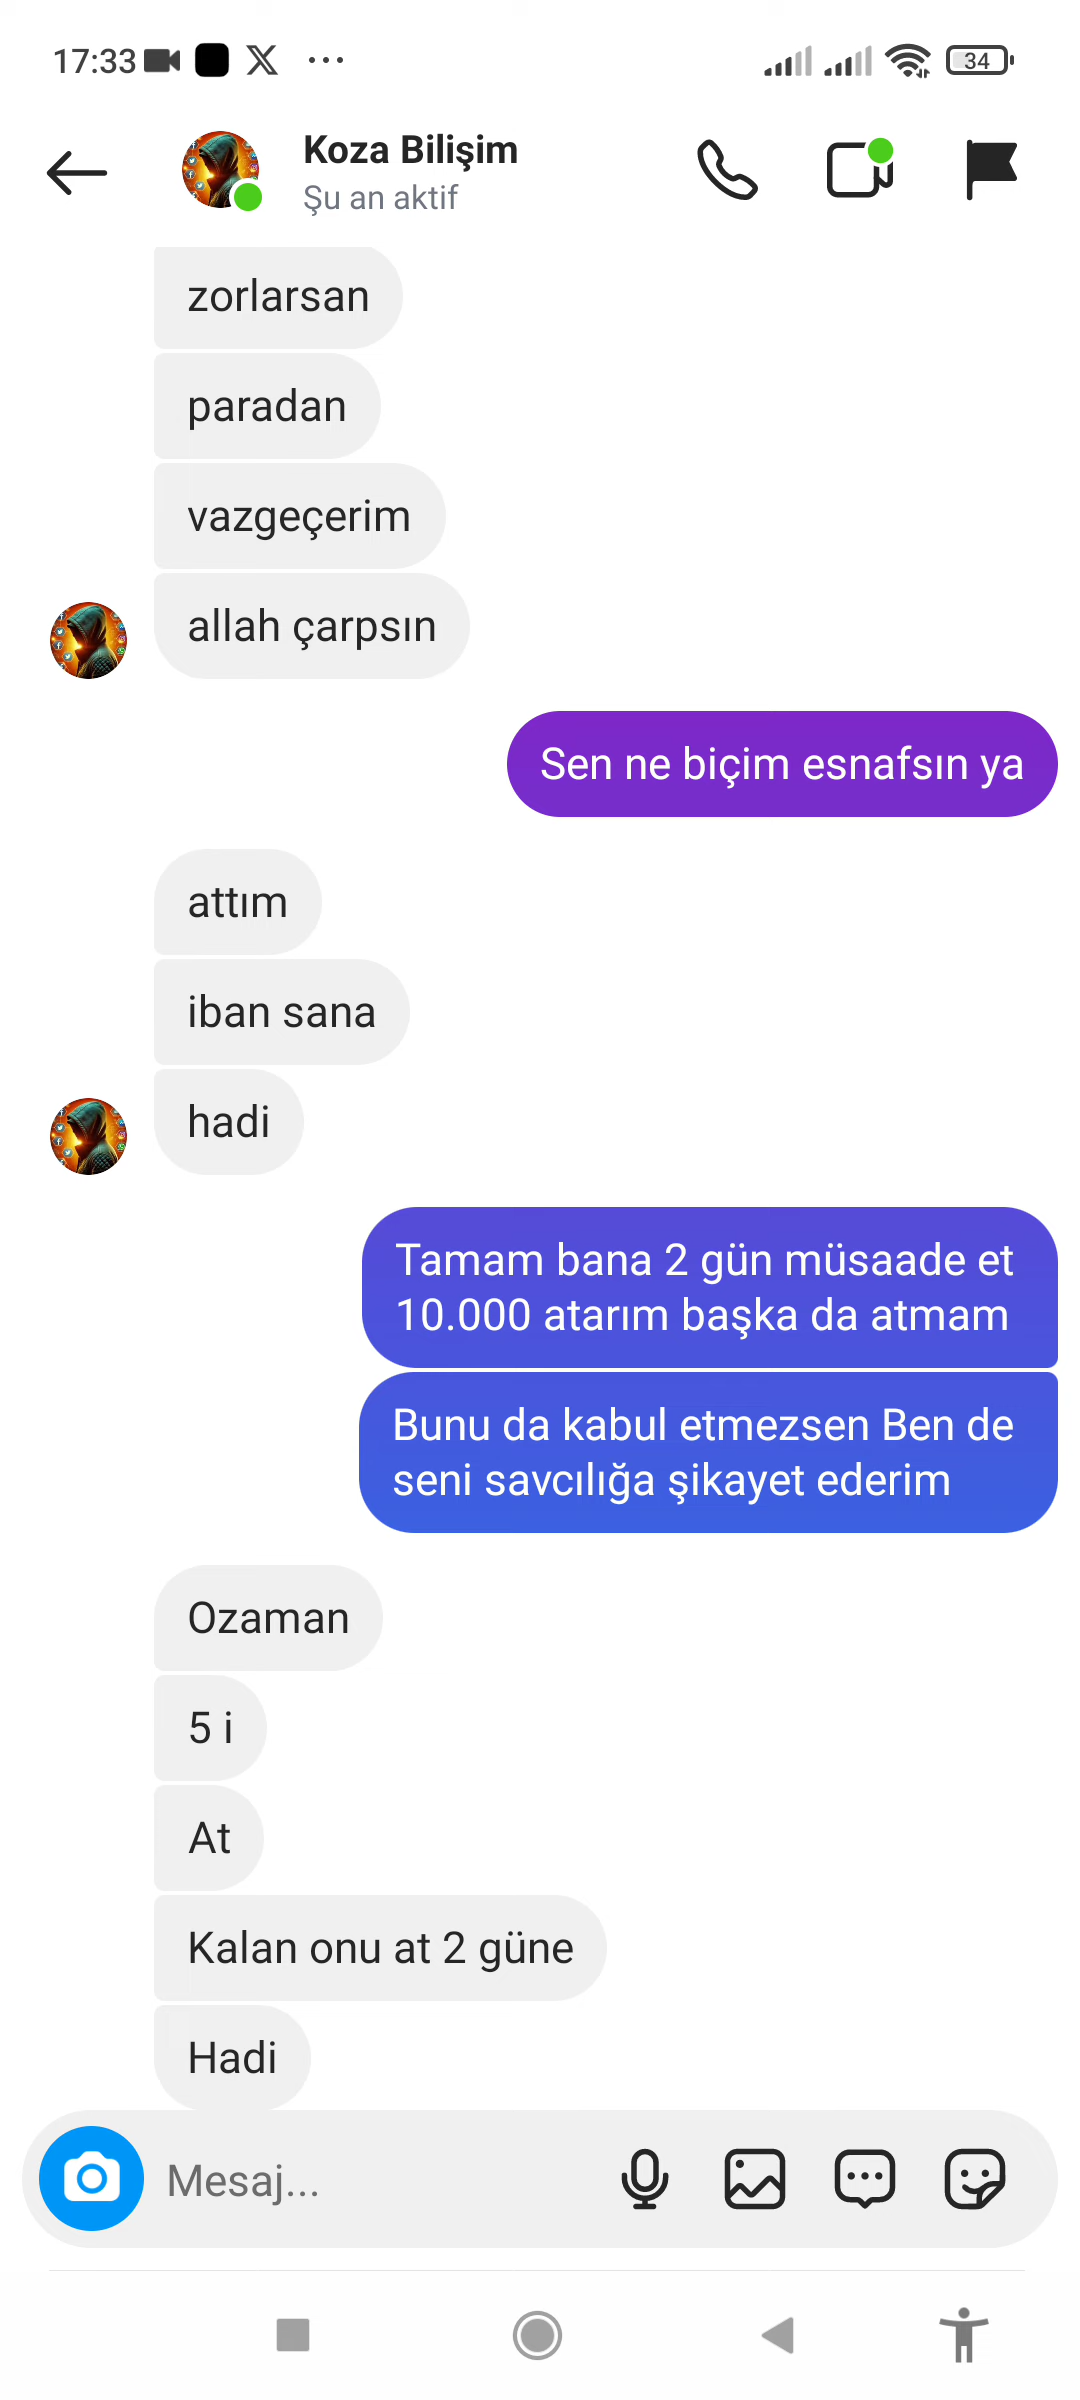 17:33
34
Koza Bilişim
Şu an aktif
zorlarsan
paradan
vazgeçerim
allah çarpsın
Sen ne biçim esnafsın ya
attım
iban sana
hadi
Tamam bana 2 gün müsaade et
10.000 atarım başka da atmam
Bunu da kabul etmezsen Ben de
seni savcılığa şikayet ederim
Ozaman
5 i
At
Kalan onu at 2 güne
Hadi
Mesaj...